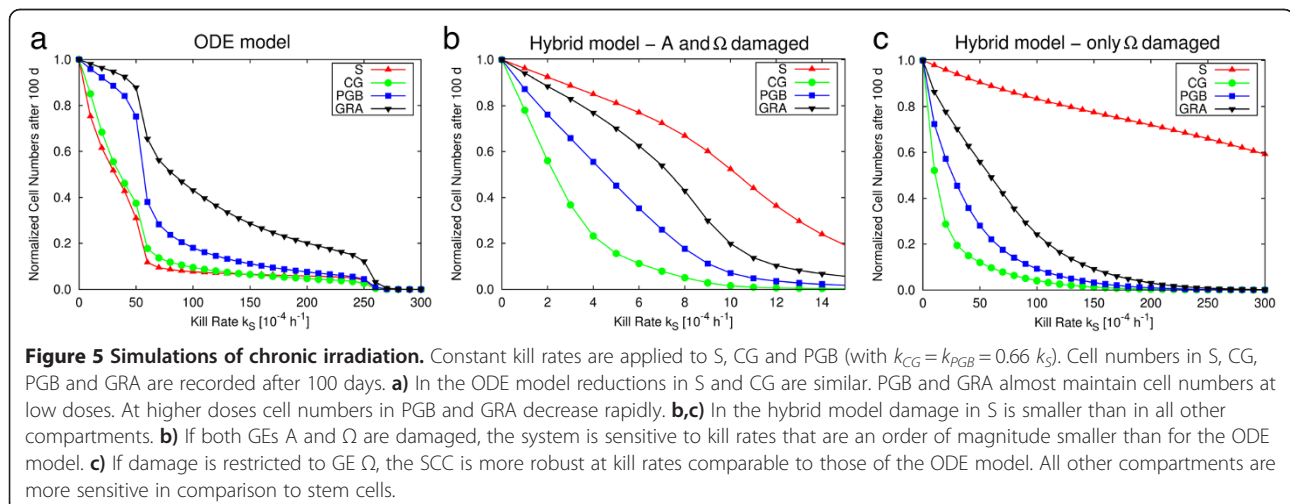 a
ODE model
Normalized Cell Numbers after 100 d
1.0
0.8
0.6
0.4
0.2
0.0
S
CG
PGB
GRA
0 50 100 150 200 250 300
Kill Rate kS [10-4 h-1]
b
Hybrid model – A and Ω damaged
Normalized Cell Numbers after 100 d
1.0
0.8
0.6
0.4
0.2
0.0
S
CG
PGB
GRA
0 2 4 6 8 10 12 14
Kill Rate kS [10-4 h-1]
c
Hybrid model – only Ω damaged
Normalized Cell Numbers after 100 d
1.0
0.8
0.6
0.4
0.2
0.0
S
CG
PGB
GRA
0 50 100 150 200 250 300
Kill Rate kS [10-4 h-1]
Figure 5 Simulations of chronic irradiation. Constant kill rates are applied to S, CG and PGB (with kCG = kPGB = 0.66 kS). Cell numbers in S, CG,
PGB and GRA are recorded after 100 days. a) In the ODE model reductions in S and CG are similar. PGB and GRA almost maintain cell numbers at
low doses. At higher doses cell numbers in PGB and GRA decrease rapidly. b,c) In the hybrid model damage in S is smaller than in all other
compartments. b) If both GEs A and Ω are damaged, the system is sensitive to kill rates that are an order of magnitude smaller than for the ODE
model. c) If damage is restricted to GE Ω, the SCC is more robust at kill rates comparable to those of the ODE model. All other compartments are
more sensitive in comparison to stem cells.